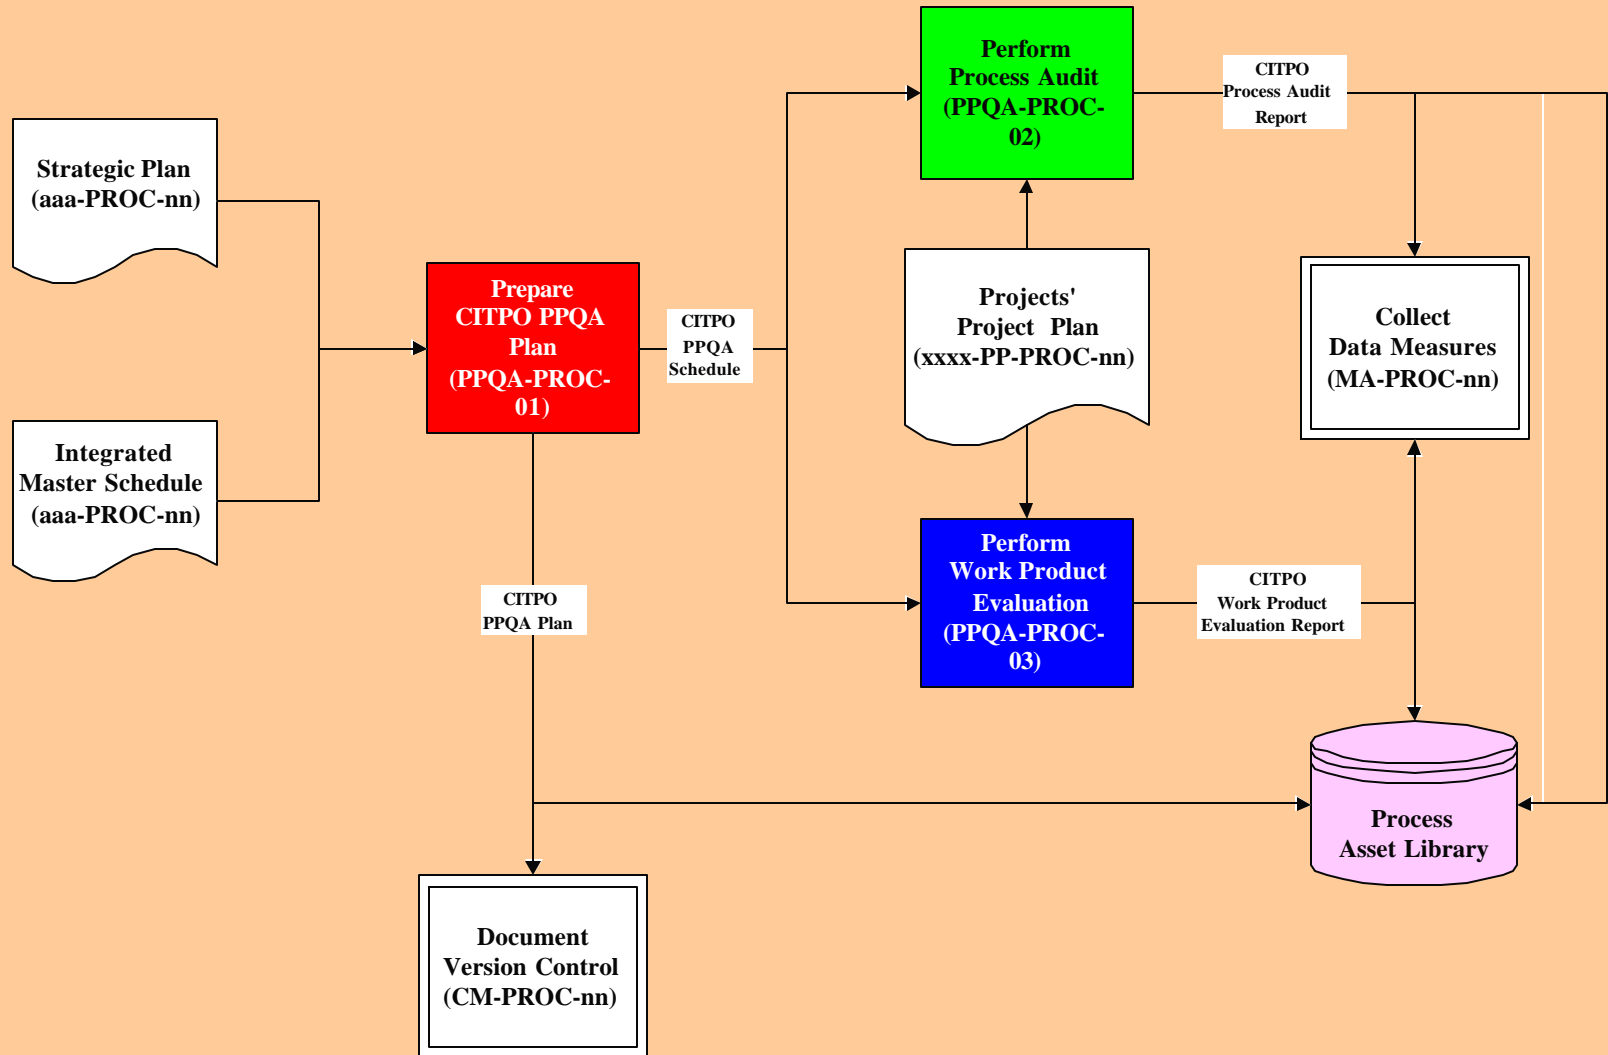 Strategic Plan
(aaa-PROC-nn)
Integrated
Master Schedule
(aaa-PROC-nn)
Prepare
CITPO PPQA
Plan
(PPQA-PROC-
01)
CITPO
PPQA
Schedule
CITPO
PPQA Plan
Document
Version Control
(CM-PROC-nn)
Perform
Process Audit
(PPQA-PROC-
02)
Projects'
Project Plan
(xxxx-PP-PROC-nn)
Perform
Work Product
Evaluation
(PPQA-PROC-
03)
CITPO
Process Audit
Report
CITPO
Work Product
Evaluation Report
Collect
Data Measures
(MA-PROC-nn)
Process
Asset Library